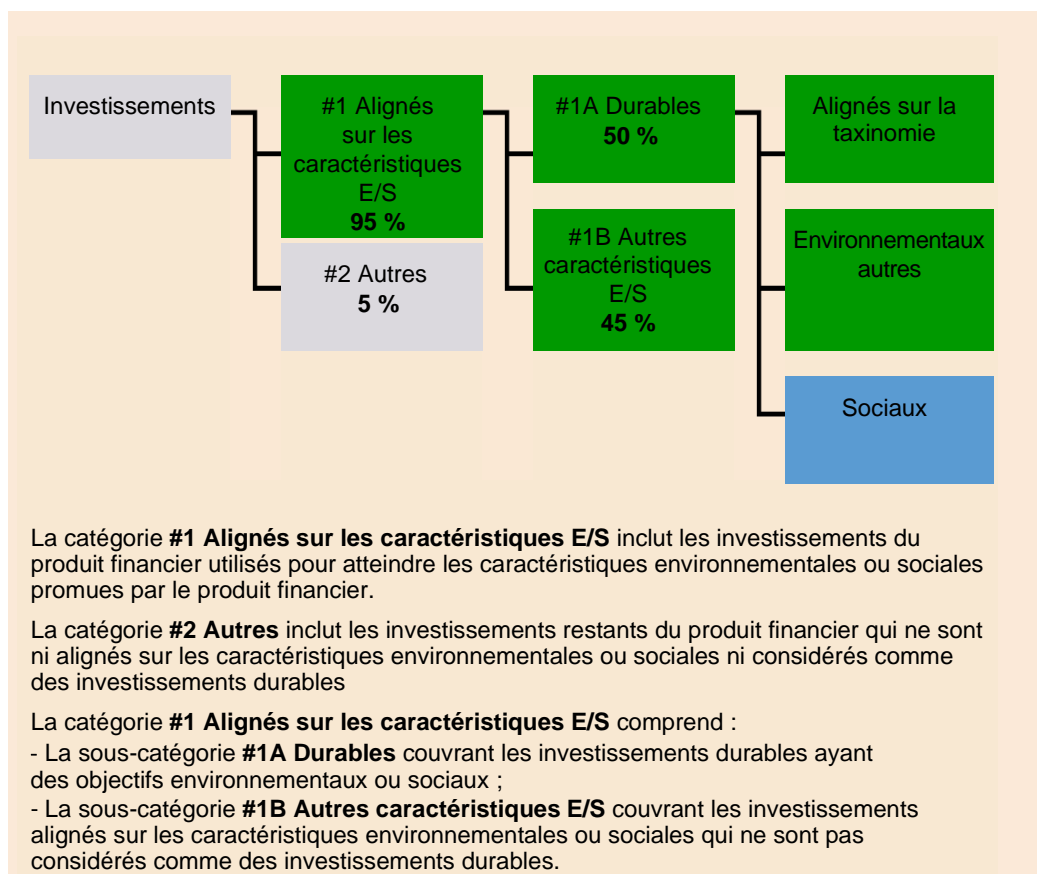 Investissements
#1 Alignés
sur les
caractéristiques
E/S
95 %
#2 Autres
5 %
#1A Durables
50 %
#1B Autres
caractéristiques
E/S
45 %
Alignés sur la
taxinomie
Environnementaux
autres
Sociaux
La catégorie #1 Alignés sur les caractéristiques E/S inclut les investissements du
produit financier utilisés pour atteindre les caractéristiques environnementales ou sociales
promues par le produit financier.
La catégorie #2 Autres inclut les investissements restants du produit financier qui ne sont
ni alignés sur les caractéristiques environnementales ou sociales ni considérés comme
des investissements durables
La catégorie #1 Alignés sur les caractéristiques E/S comprend :
- La sous-catégorie #1A Durables couvrant les investissements durables ayant
des objectifs environnementaux ou sociaux ;
- La sous-catégorie #1B Autres caractéristiques E/S couvrant les investissements
alignés sur les caractéristiques environnementales ou sociales qui ne sont pas
considérés comme des investissements durables.